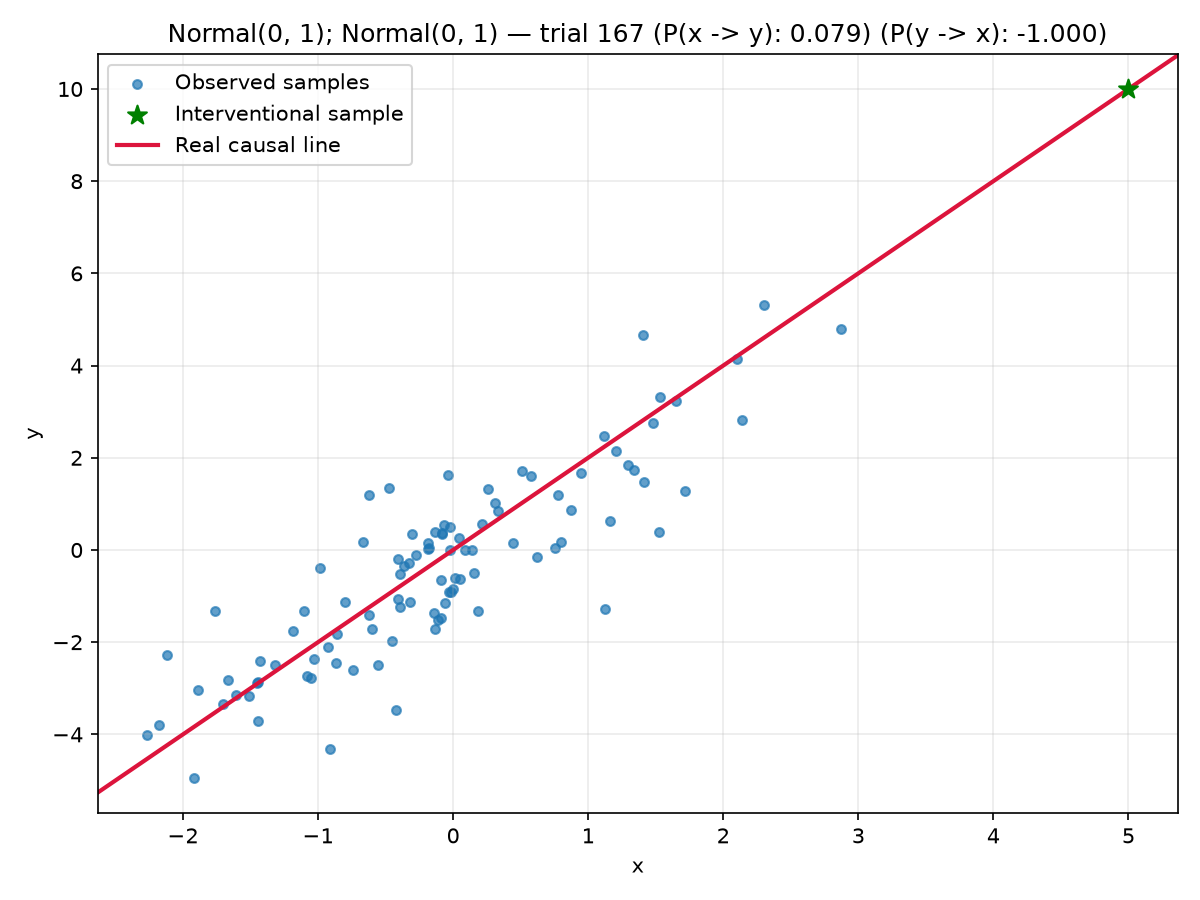 Normal(0, 1); Normal(0, 1) — trial 167 (P(x -> y): 0.079) (P(y -> x): -1.000)
Observed samples
Interventional sample
Real causal line
10
8
6
4
2
0
−2
−4
y
−2
−1
0
1
2
3
4
5
x